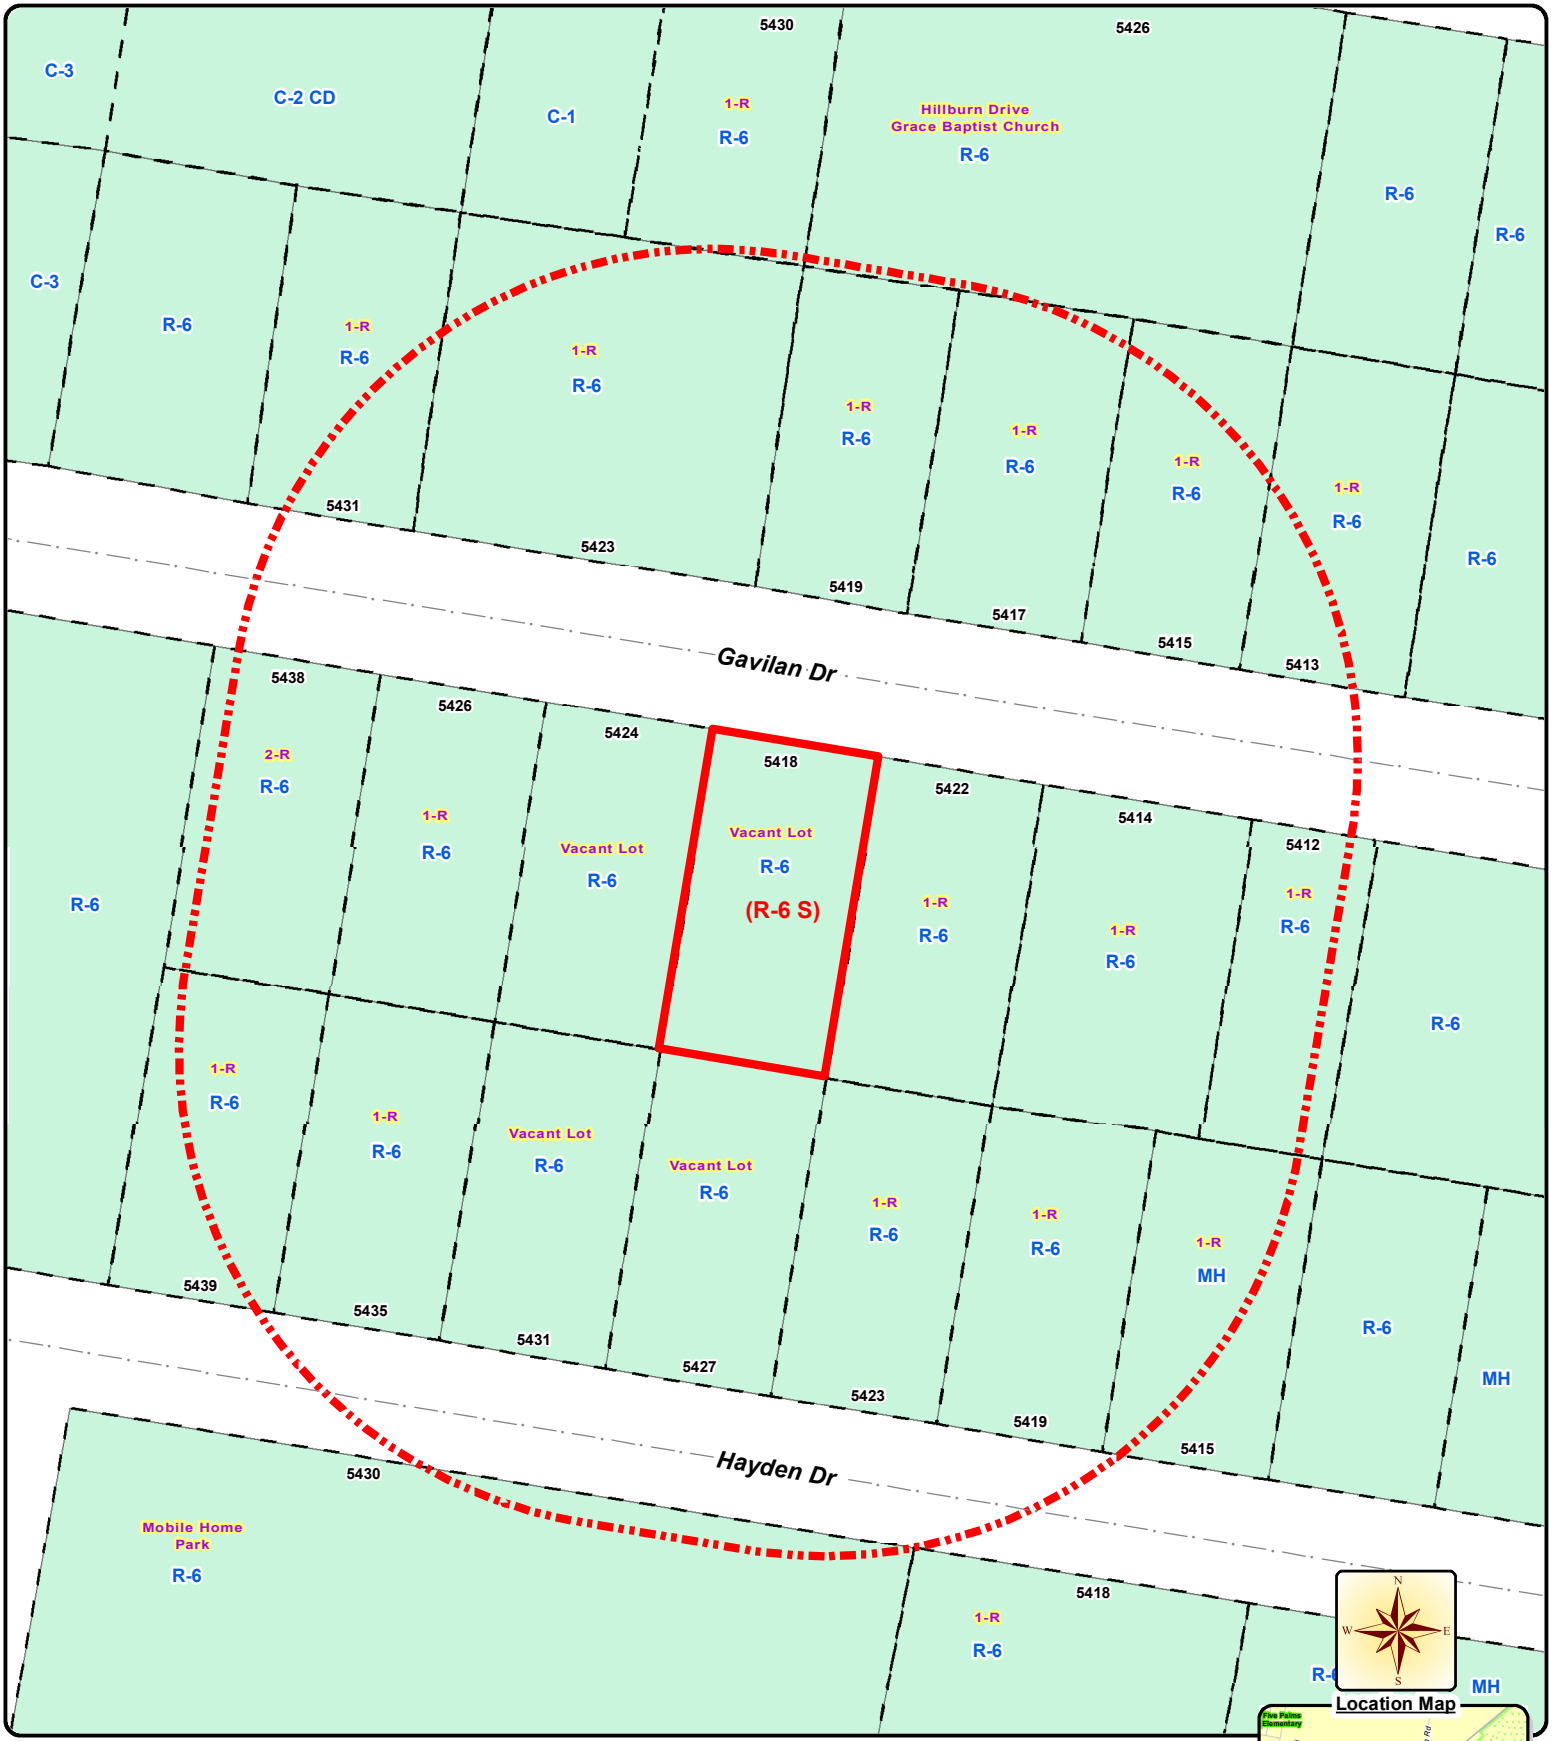 5430
5426
C-3
C-2 CD
C-1
1-R
R-6
Hillburn Drive
Grace Baptist Church
R-6
R-6
R-6
C-3
R-6
1-R
R-6
5431
1-R
R-6
5423
1-R
R-6
5419
1-R
R-6
5417
1-R
R-6
5415
1-R
R-6
5413
R-6
Gavilan Dr
R-6
5438
2-R
R-6
5426
1-R
R-6
5424
Vacant Lot
R-6
5418
Vacant Lot
R-6
(R-6 S)
5422
1-R
R-6
5414
1-R
R-6
5412
1-R
R-6
R-6
1-R
R-6
5439
1-R
R-6
5435
Vacant Lot
R-6
5431
Vacant Lot
R-6
5427
1-R
R-6
5423
1-R
R-6
5419
1-R
MH
5415
R-6
MH
Hayden Dr
5430
Mobile Home
Park
R-6
5418
1-R
R-6
R-6
MH
N
W
E
S
Location Map
Five Palms
Elementary
Rd